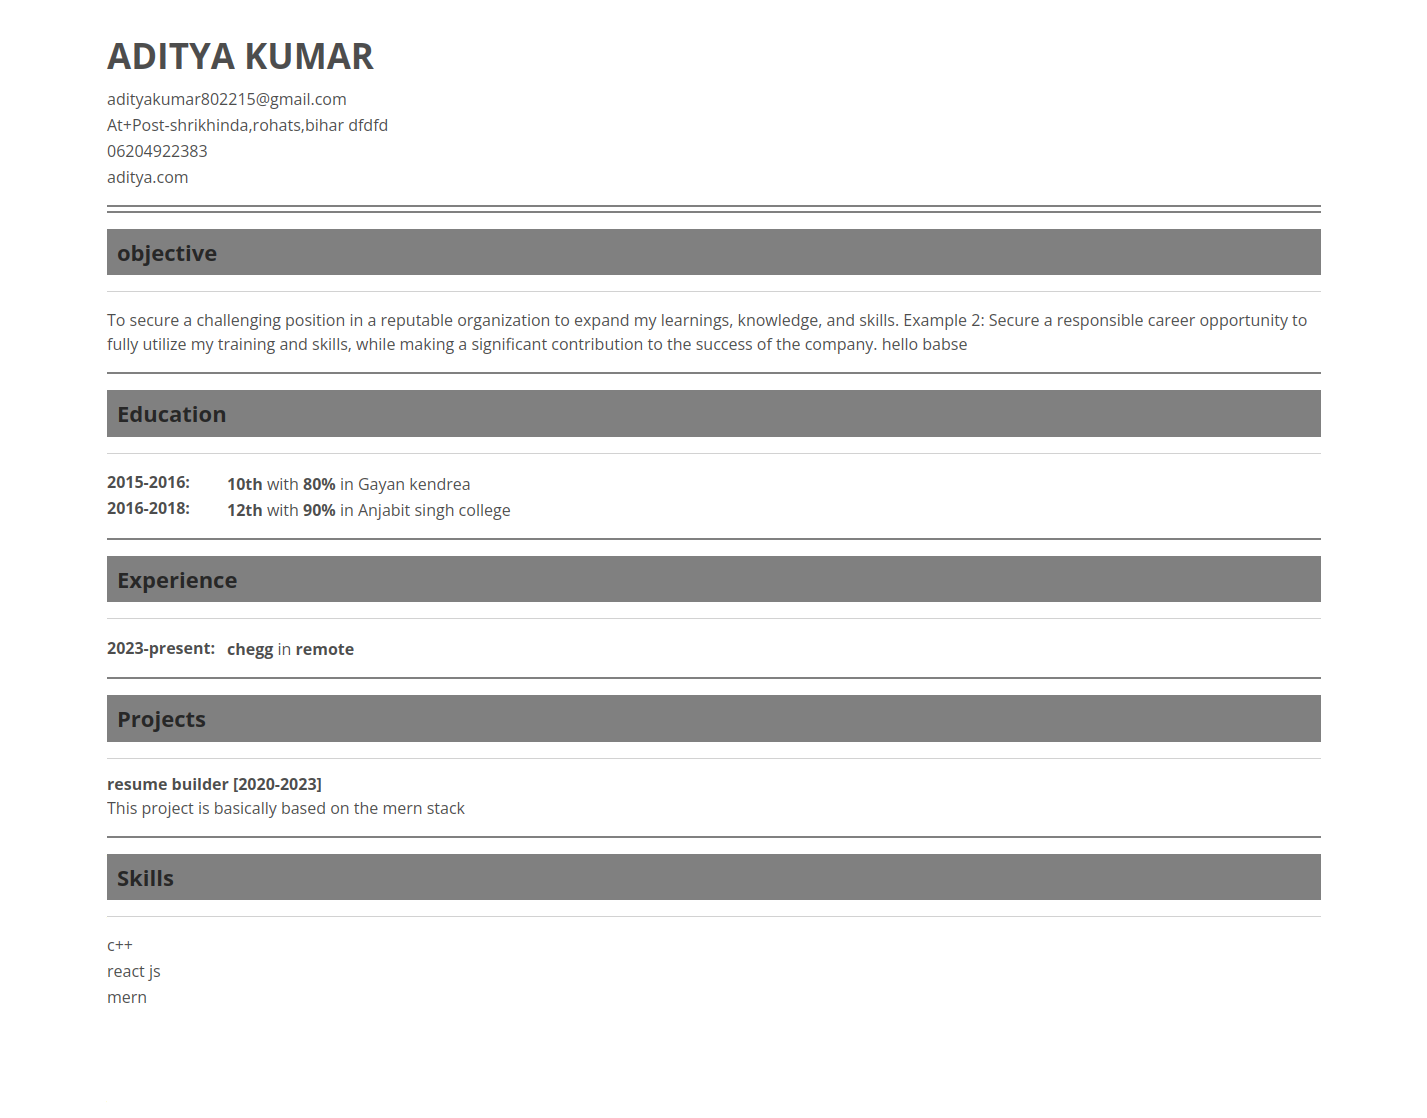 ADITYA KUMAR
adityakumar802215@gmail.com
At+Post-shrikhinda,rohats,bihar dfdfd
06204922383
aditya.com
objective
To secure a challenging position in a reputable organization to expand my learnings, knowledge, and skills. Example 2: Secure a responsible career opportunity to
fully utilize my training and skills, while making a significant contribution to the success of the company. hello babse
Education
2015-2016: 10th with 80% in Gayan kendrea
2016-2018: 12th with 90% in Anjabit singh college
Experience
2023-present: chegg in remote
Projects
resume builder [2020-2023]
This project is basically based on the mern stack
Skills
c++
react js
mern